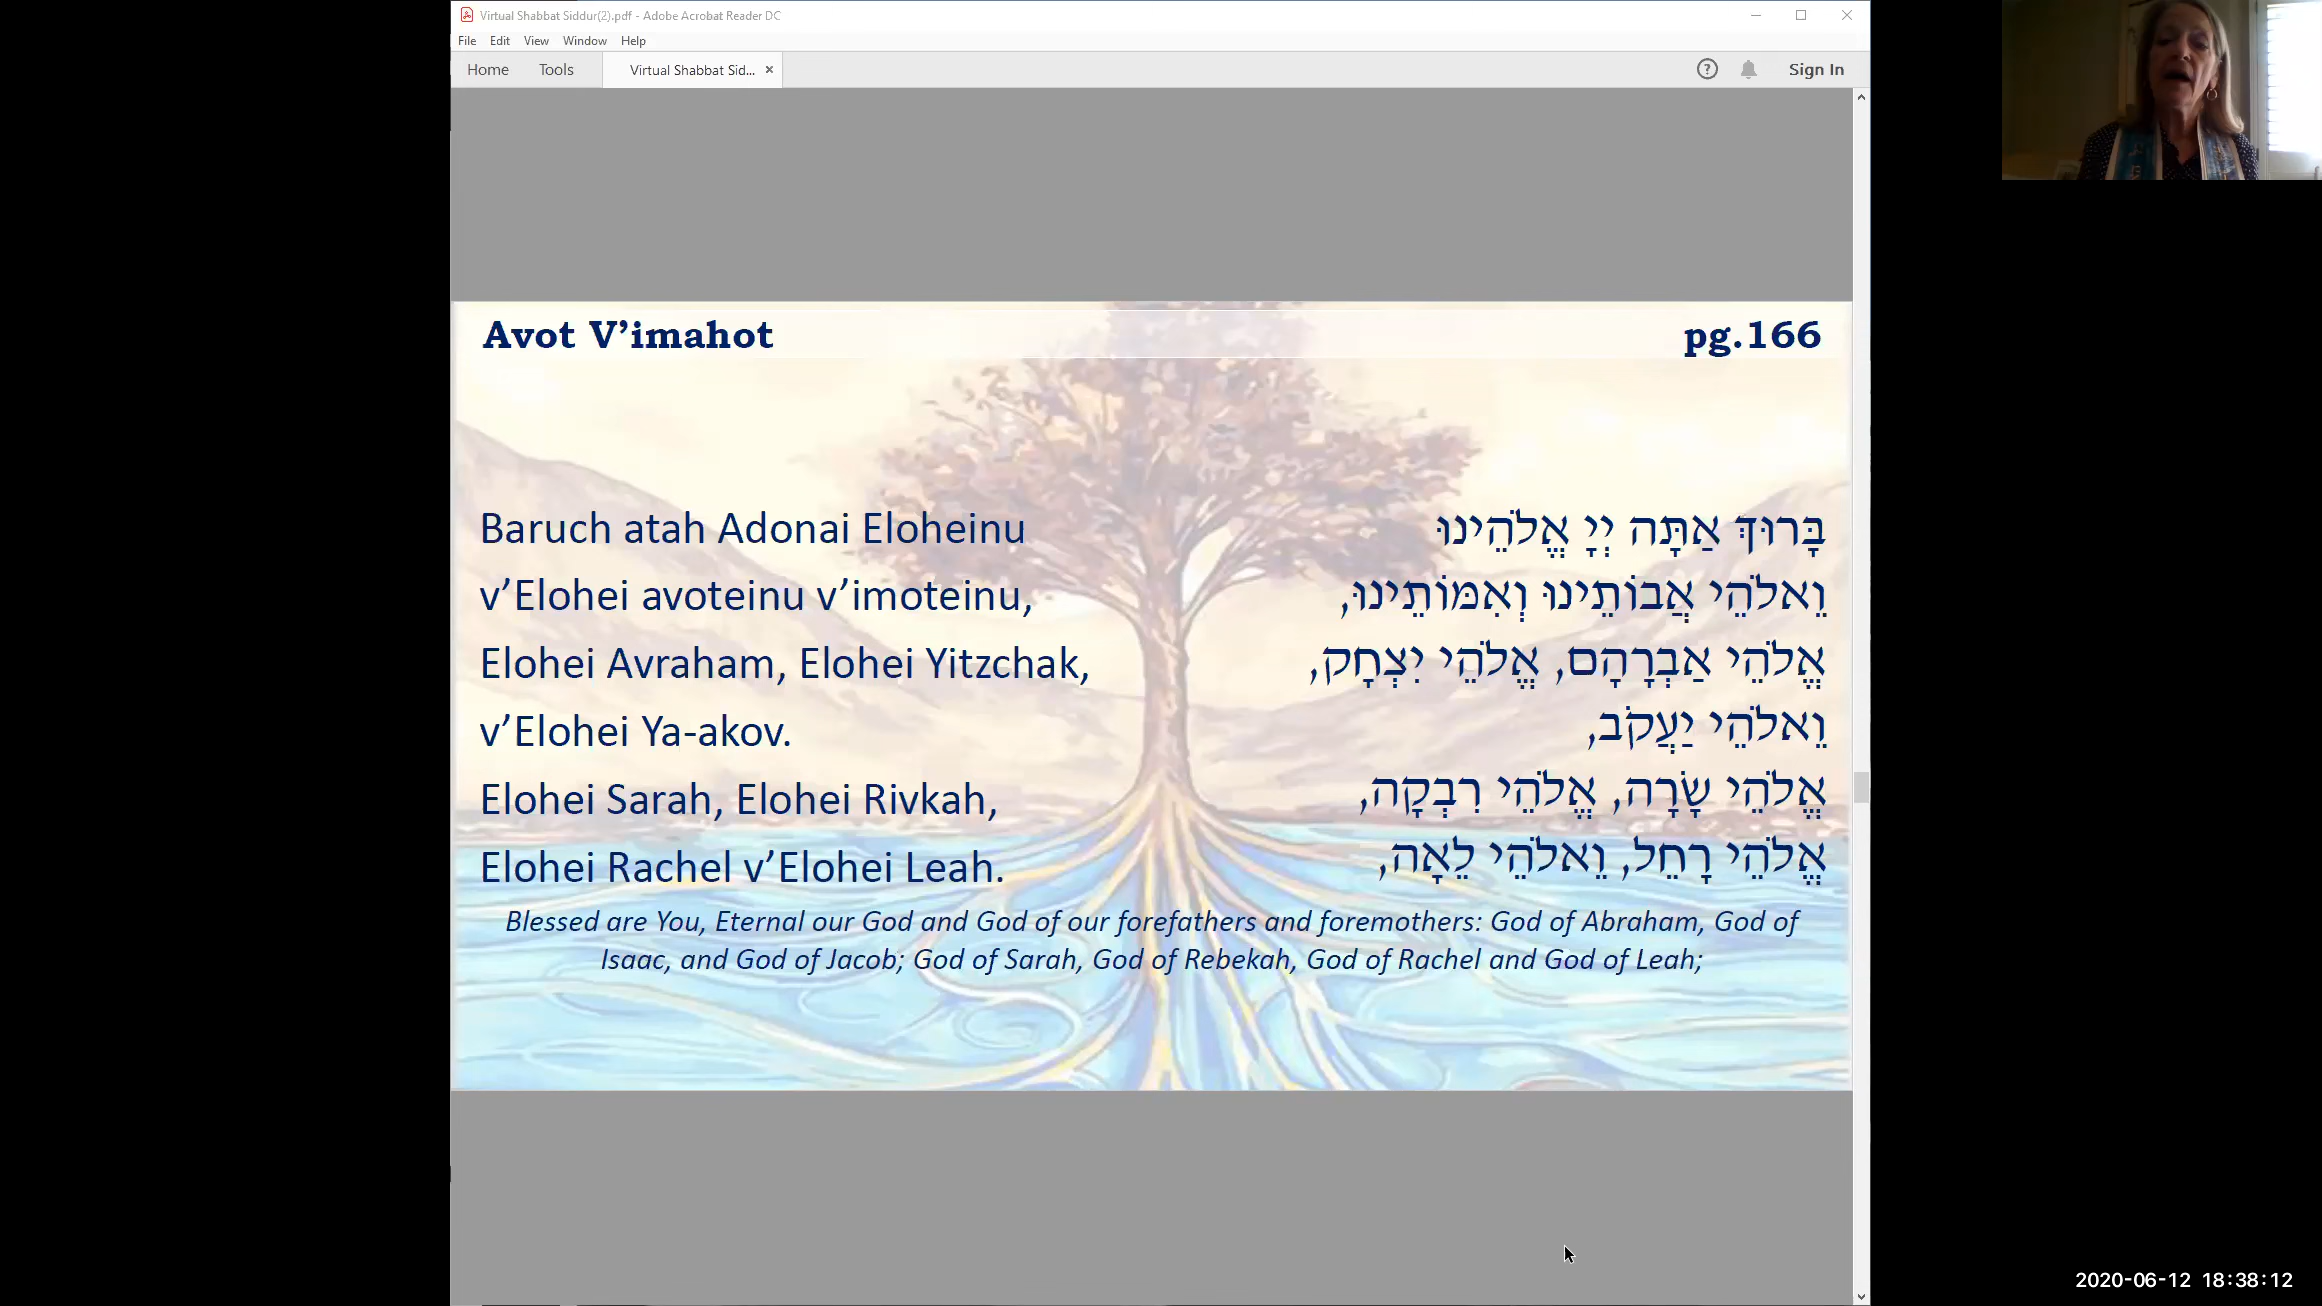 Virtual Shabbat Siddur(2).pdf - Adobe Acrobat Reader DC
File Edit View Window Help
Home Tools Virtual Shabbat Sid... × Sign In
Avot V’imahot pg.166
Baruch atah Adonai Eloheinu
בָּרוּךְ אַתָּה יְיָ אֱלֹהֵינוּ
v’Elohei avoteinu v’imoteinu,
וֵאלֹהֵי אֲבוֹתֵינוּ וְאִמּוֹתֵינוּ,
Elohei Avraham, Elohei Yitzchak,
אֱלֹהֵי אַבְרָהָם, אֱלֹהֵי יִצְחָק,
v’Elohei Ya-akov.
וֵאלֹהֵי יַעֲקֹב,
Elohei Sarah, Elohei Rivkah,
אֱלֹהֵי שָׂרָה, אֱלֹהֵי רִבְקָה,
Elohei Rachel v’Elohei Leah.
אֱלֹהֵי רָחֵל, וֵאלֹהֵי לֵאָה,
Blessed are You, Eternal our God and God of our forefathers and foremothers: God of Abraham, God of
Isaac, and God of Jacob; God of Sarah, God of Rebekah, God of Rachel and God of Leah;
2020-06-12 18:38:12